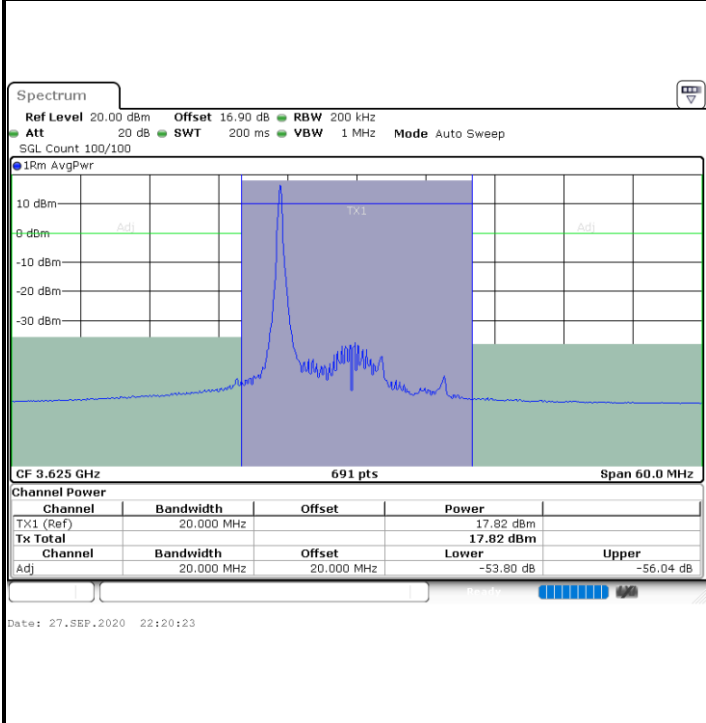 Spectrum
Ref Level 20.00 dBm Offset 16.90 dB RBW 200 kHz
Att 20 dB SWT 200 ms VBW 1 MHz Mode Auto Sweep
SGL Count 100/100
1Rm AvgPwr
10 dBm
TX1
0 dBm
Adj
Adj
-10 dBm
-20 dBm
-30 dBm
CF 3.625 GHz 691 pts Span 60.0 MHz
Channel Power
Channel Bandwidth Offset Power
TX1 (Ref) 20.000 MHz 17.82 dBm
Tx Total 17.82 dBm
Channel Bandwidth Offset Lower Upper
Adj 20.000 MHz 20.000 MHz -53.80 dB -56.04 dB
Ready
Date: 27.SEP.2020 22:20:23